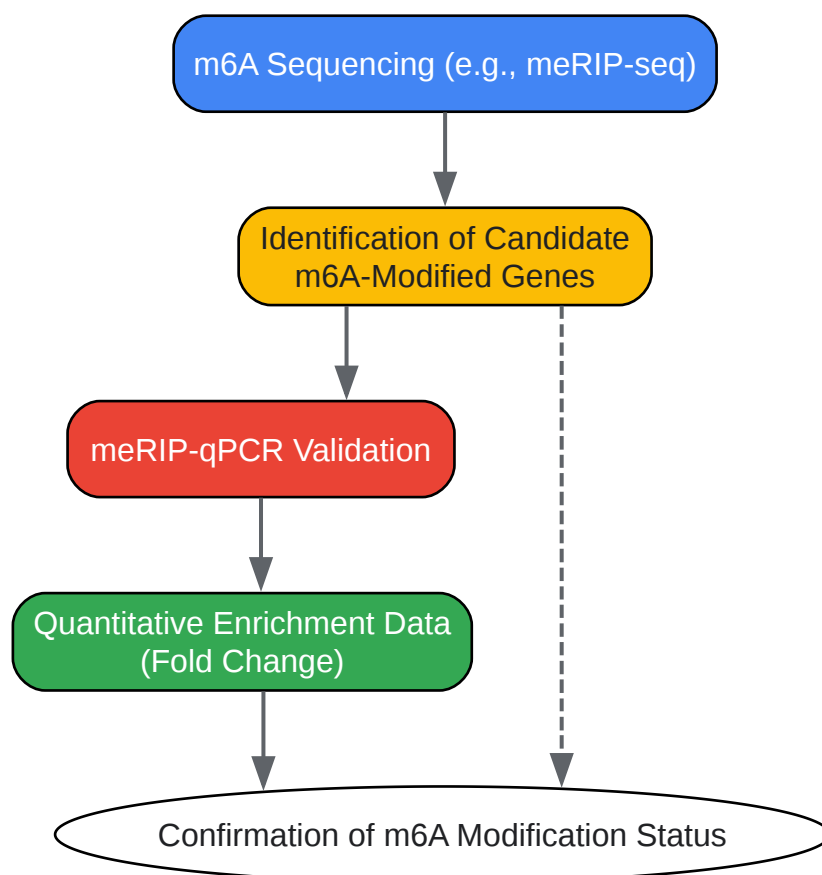 m6A Sequencing (e.g., meRIP-seq)
Identification of Candidate
m6A-Modified Genes
meRIP-qPCR Validation
Quantitative Enrichment Data
(Fold Change)
Confirmation of m6A Modification Status